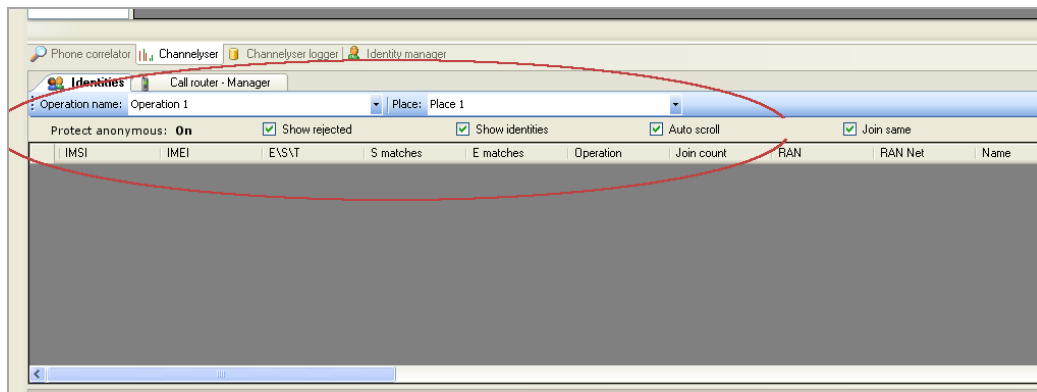 Phone correlator Channelyser Channelyser logger Identity manager
Identities Call router - Manager
Operation name: Operation 1 Place: Place 1
Protect anonymous: On Show rejected Show identities Auto scroll Join same
IMSI IMEI E\S\T S matches E matches Operation Join count RAN RAN Net Name